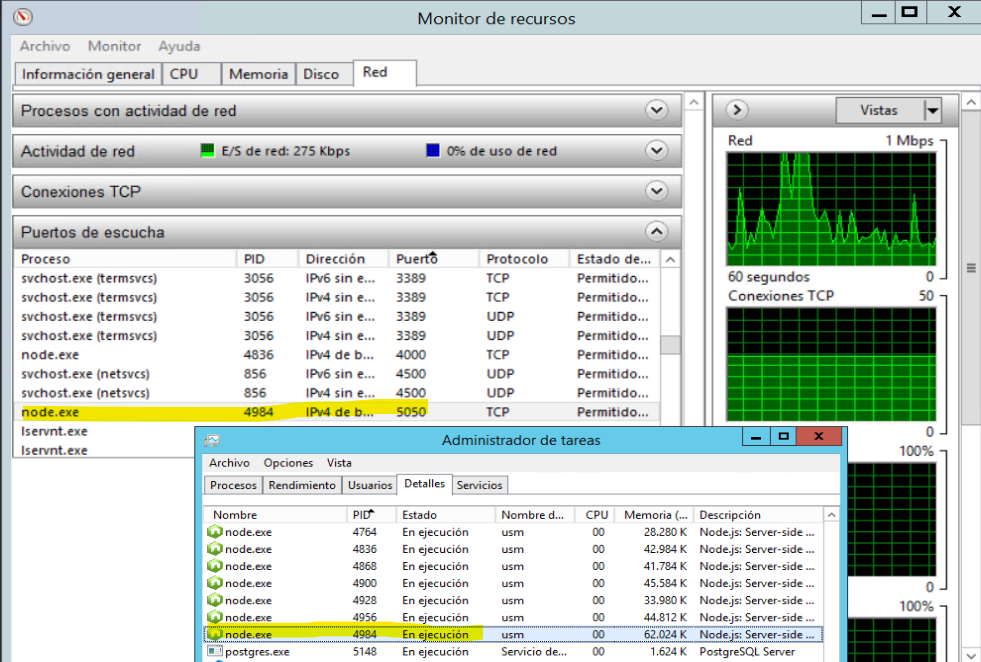 Monitor de recursos
Archivo Monitor Ayuda
Información general CPU Memoria Disco Red
Procesos con actividad de red
Actividad de red E/S de red: 275 Kbps 0% de uso de red
Conexiones TCP
Puertos de escucha
Proceso PID Dirección Puerto Protocolo Estado de...
svchost.exe (termsvcs) 3056 IPv6 sin e... 3389 TCP Permitido...
svchost.exe (termsvcs) 3056 IPv4 sin e... 3389 TCP Permitido...
svchost.exe (termsvcs) 3056 IPv6 sin e... 3389 UDP Permitido...
svchost.exe (termsvcs) 3056 IPv4 sin e... 3389 UDP Permitido...
node.exe 4836 IPv4 de b... 4000 TCP Permitido...
svchost.exe (netsvcs) 856 IPv6 sin e... 4500 UDP Permitido...
svchost.exe (netsvcs) 856 IPv4 sin e... 4500 UDP Permitido...
node.exe 4984 IPv4 de b... 5050 TCP Permitido...
lservnt.exe
lservnt.exe
Vistas
Red 1 Mbps
60 segundos 0
Conexiones TCP 50
0
100%
0
100%
Administrador de tareas
Archivo Opciones Vista
Procesos Rendimiento Usuarios Detalles Servicios
Nombre PID Estado Nombre d... CPU Memoria (... Descripción
node.exe 4764 En ejecución usm 00 28.280 K Node.js: Server-side ...
node.exe 4836 En ejecución usm 00 42.984 K Node.js: Server-side ...
node.exe 4868 En ejecución usm 00 41.784 K Node.js: Server-side ...
node.exe 4900 En ejecución usm 00 45.584 K Node.js: Server-side ...
node.exe 4928 En ejecución usm 00 33.980 K Node.js: Server-side ...
node.exe 4956 En ejecución usm 00 44.812 K Node.js: Server-side ...
node.exe 4984 En ejecución usm 00 62.024 K Node.js: Server-side ...
postgres.exe 5148 En ejecución Servicio de... 00 1.624 K PostgreSQL Server